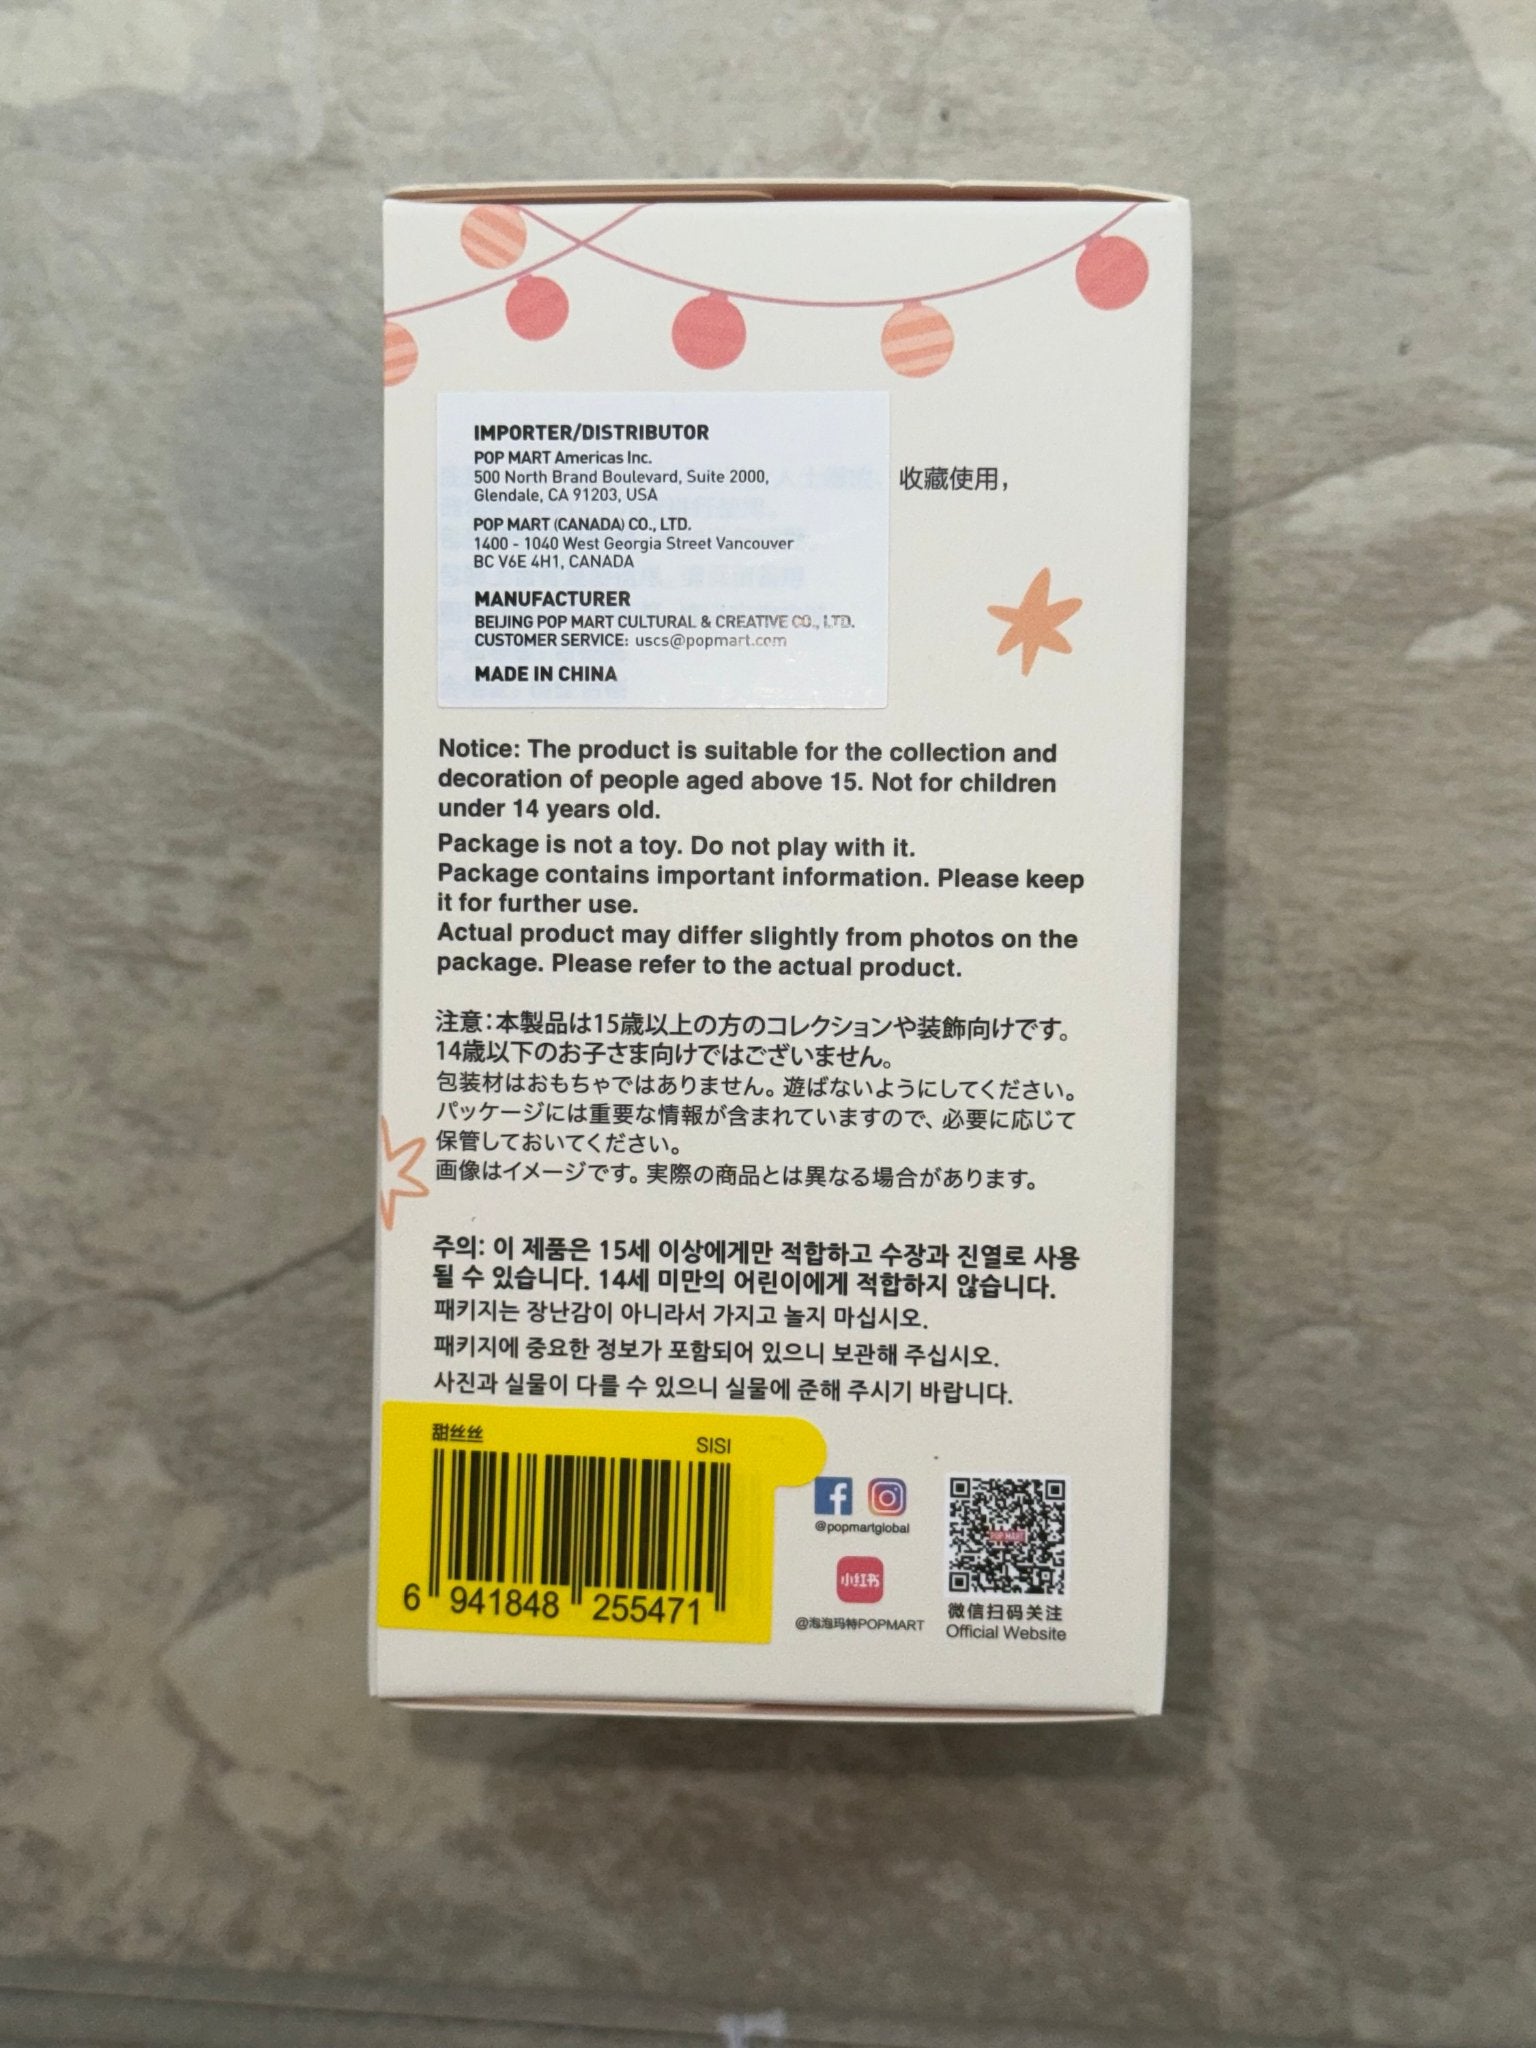 IMPORTER/DISTRIBUTOR
POP MART Americas Inc.
500 North Brand Boulevard, Suite 2000,
Glendale, CA 91203, USA
POP MART (CANADA) CO., LTD.
1400 - 1040 West Georgia Street Vancouver
BC V6E 4H1, CANADA
MANUFACTURER
BEIJING POP MART CULTURAL & CREATIVE CO., LTD.
CUSTOMER SERVICE: uscs@popmart.com
MADE IN CHINA
收藏使用，
Notice: The product is suitable for the collection and
decoration of people aged above 15. Not for children
under 14 years old.
Package is not a toy. Do not play with it.
Package contains important information. Please keep
it for further use.
Actual product may differ slightly from photos on the
package. Please refer to the actual product.
注意：本製品は15歳以上の方のコレクションや装飾向けです。
14歳以下のお子さま向けではございません。
包装材はおもちゃではありません。遊ばないようにしてください。
パッケージには重要な情報が含まれていますので、必要に応じて
保管しておいてください。
画像はイメージです。実際の商品とは異なる場合があります。
주의: 이 제품은 15세 이상에게만 적합하고 수장과 진열로 사용
될 수 있습니다. 14세 미만의 어린이에게 적합하지 않습니다.
패키지는 장난감이 아니라서 가지고 놀지 마십시오.
패키지에 중요한 정보가 포함되어 있으니 보관해 주십시오.
사진과 실물이 다를 수 있으니 실물에 준해 주시기 바랍니다.
甜丝丝 SISI
6 941848 255471
@popmartglobal
小红书
@泡泡玛特POPMART
POP MART
微信扫码关注
Official Website